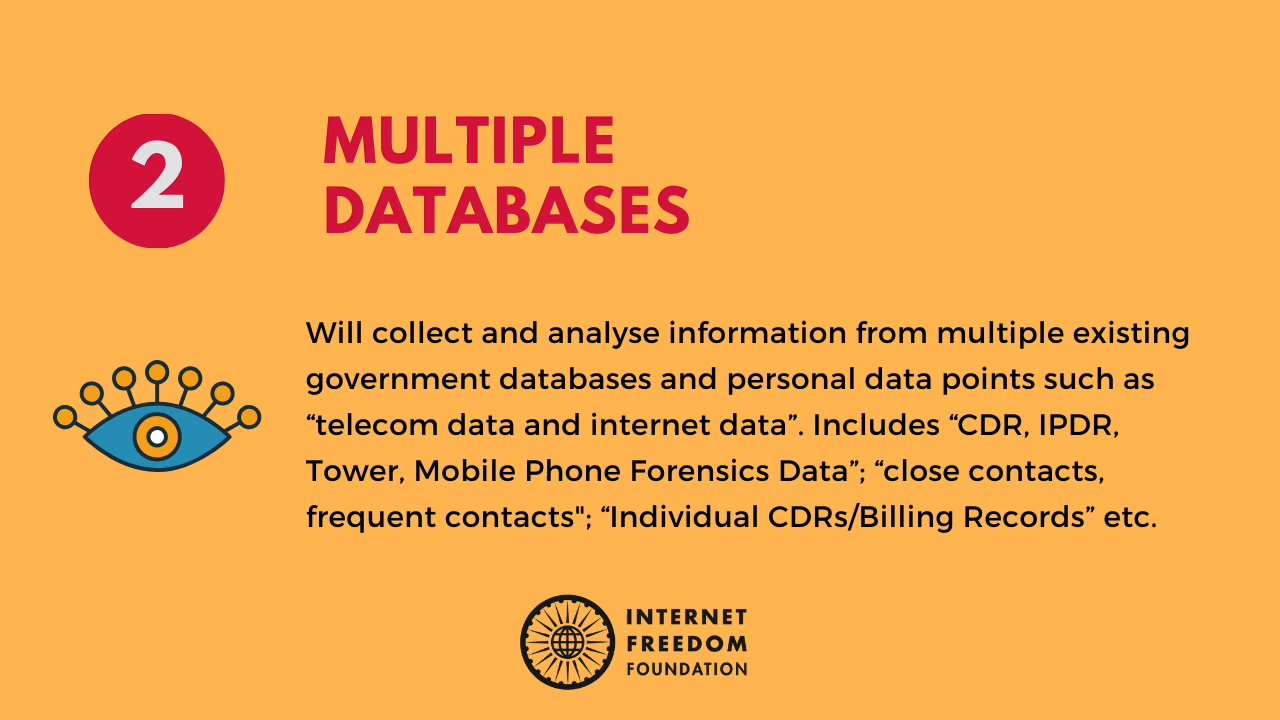 2
MULTIPLE
DATABASES
Will collect and analyse information from multiple existing
government databases and personal data points such as
“telecom data and internet data”. Includes “CDR, IPDR,
Tower, Mobile Phone Forensics Data”; “close contacts,
frequent contacts"; “Individual CDRs/Billing Records” etc.
INTERNET
FREEDOM
FOUNDATION